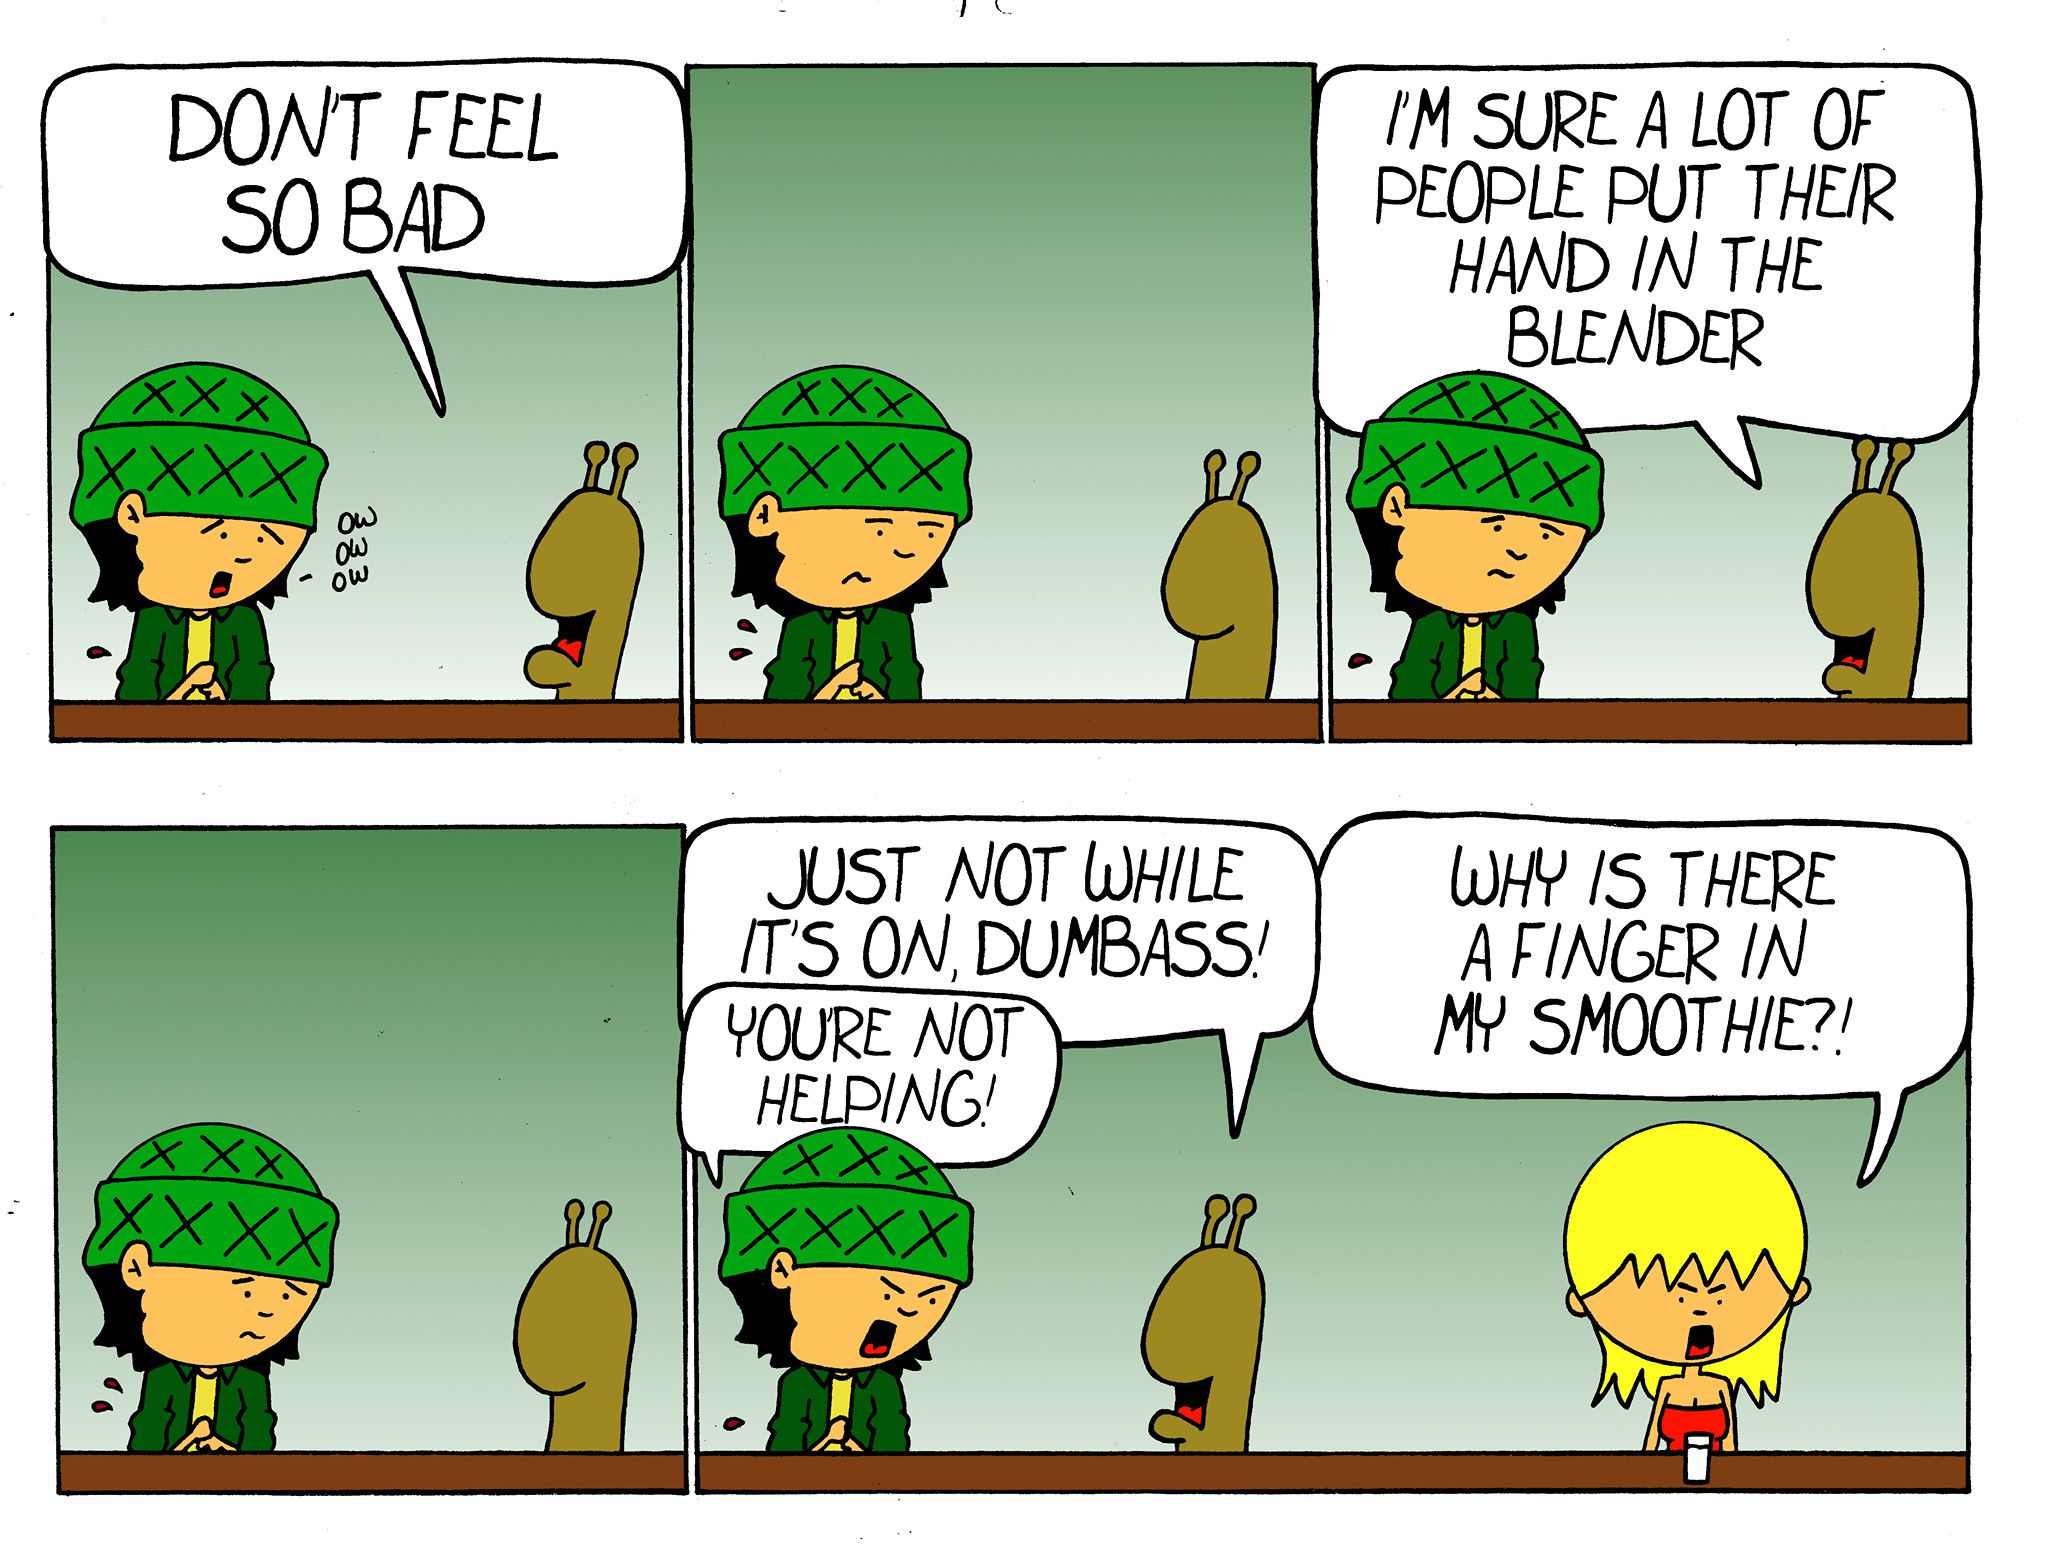 DON'T FEEL
SO BAD
OW
OW
OW
I'M SURE A LOT OF
PEOPLE PUT THEIR
HAND IN THE
BLENDER
JUST NOT WHILE
IT'S ON, DUMBASS!
YOU'RE NOT
HELPING!
WHY IS THERE
A FINGER IN
MY SMOOTHIE?!